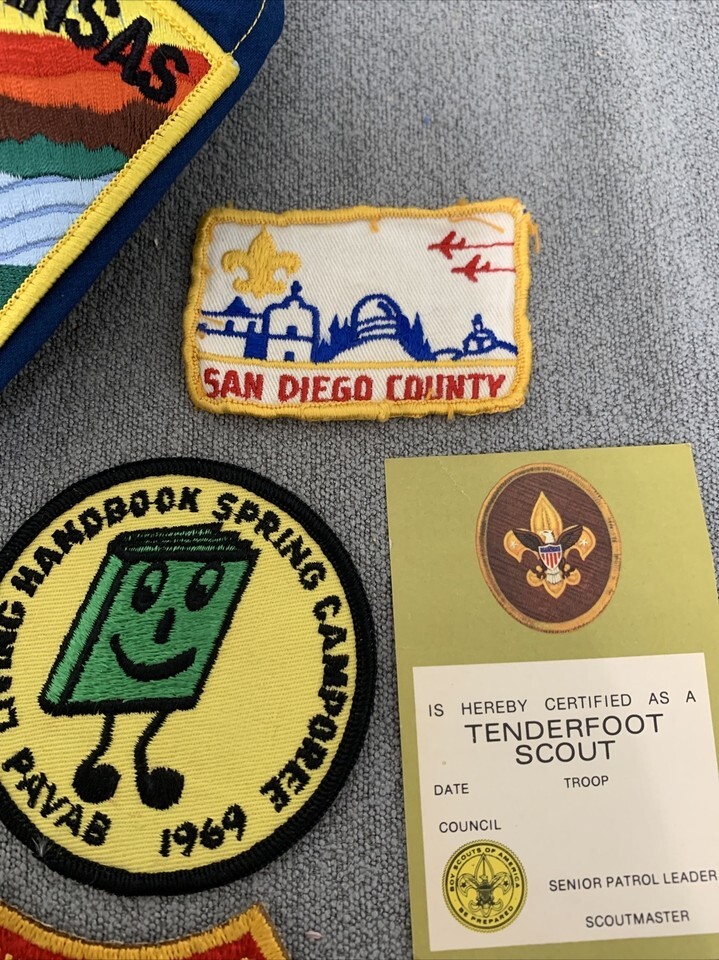 SAN DIEGO COUNTY
LIVING HANDBOOK SPRING CAMPOREE
PAVAB 1969
IS HEREBY CERTIFIED AS A
TENDERFOOT
SCOUT
DATE TROOP
COUNCIL
BOY SCOUTS OF AMERICA
BE PREPARED
SENIOR PATROL LEADER
SCOUTMASTER